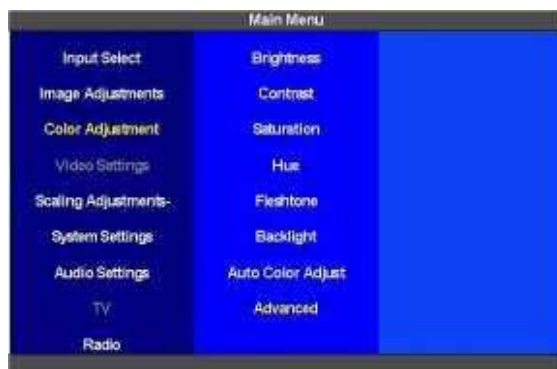 Main Menu
Input Select
Image Adjustments
Color Adjustment
Video Settings
Scaling Adjustments-
System Settings
Audio Settings
TV
Radio
Brightness
Contrast
Saturation
Hue
Fleshtone
Backlight
Auto Color Adjust
Advanced